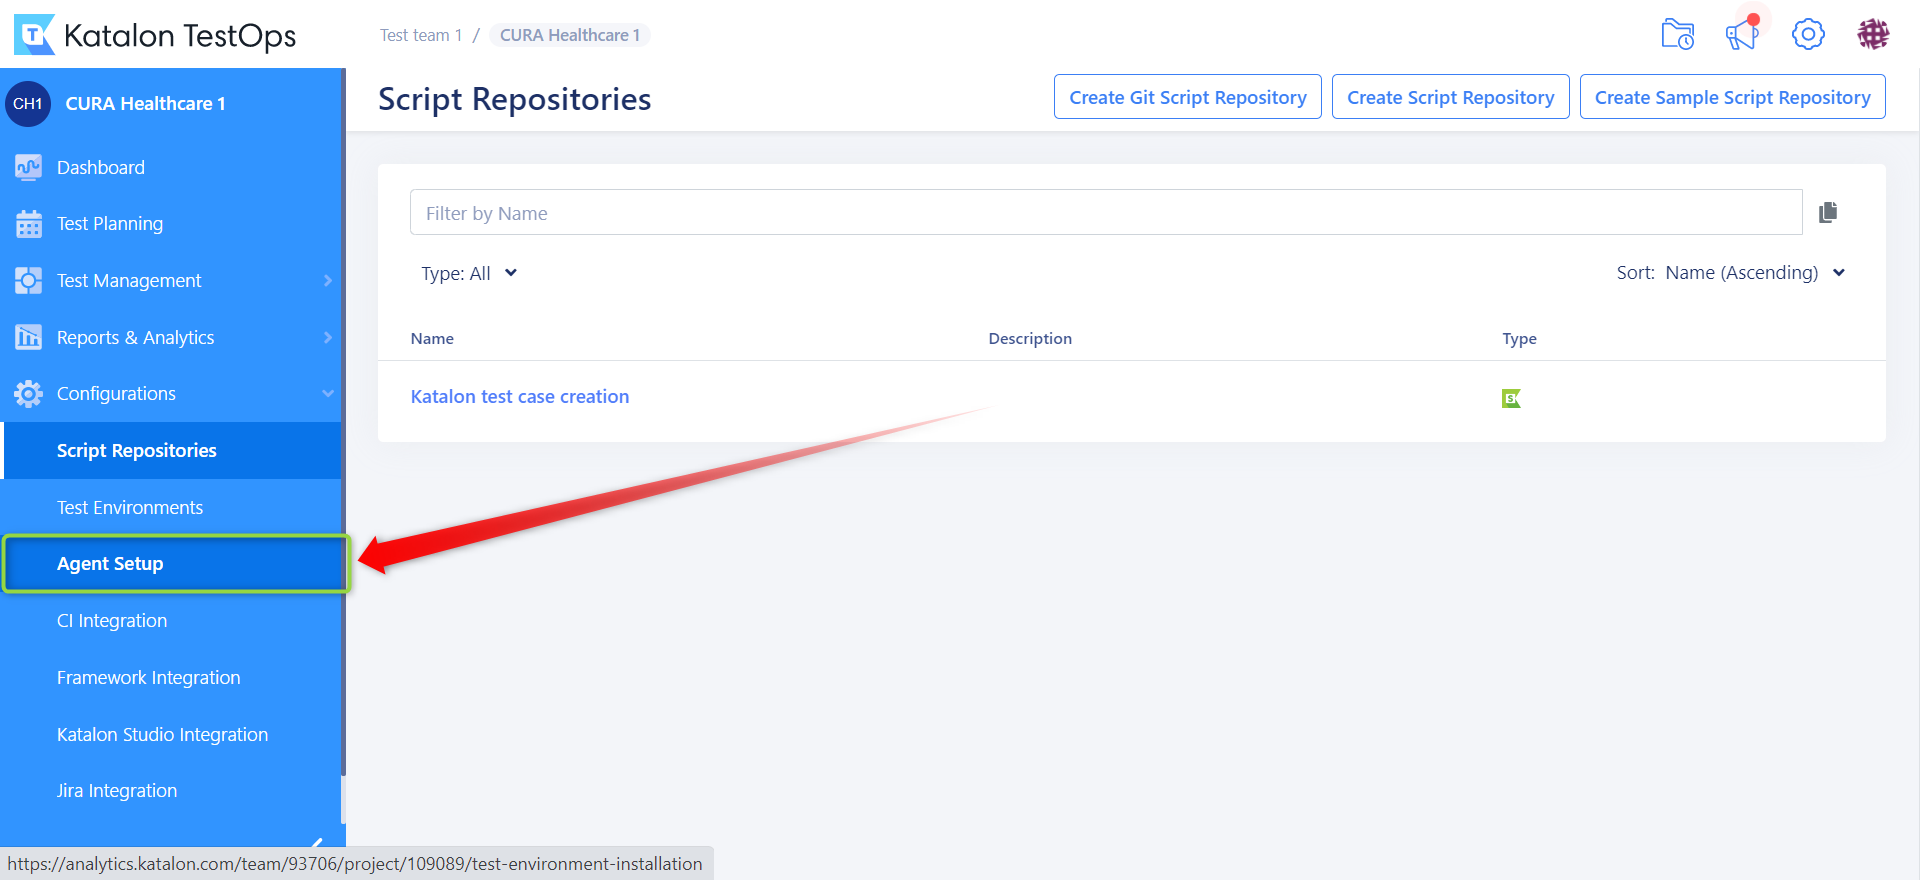 Katalon TestOps
Test team 1 / CURA Healthcare 1
CH1 CURA Healthcare 1
Script Repositories
Create Git Script Repository
Create Script Repository
Create Sample Script Repository
Dashboard
Test Planning
Test Management
Reports & Analytics
Configurations
Script Repositories
Test Environments
Agent Setup
CI Integration
Framework Integration
Katalon Studio Integration
Jira Integration
Filter by Name
Type: All
Sort: Name (Ascending)
Name Description Type
Katalon test case creation
https://analytics.katalon.com/team/93706/project/109089/test-environment-installation